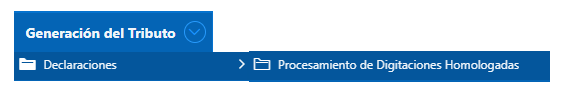 Generación del Tributo
Declaraciones
Procesamiento de Digitaciones Homologadas